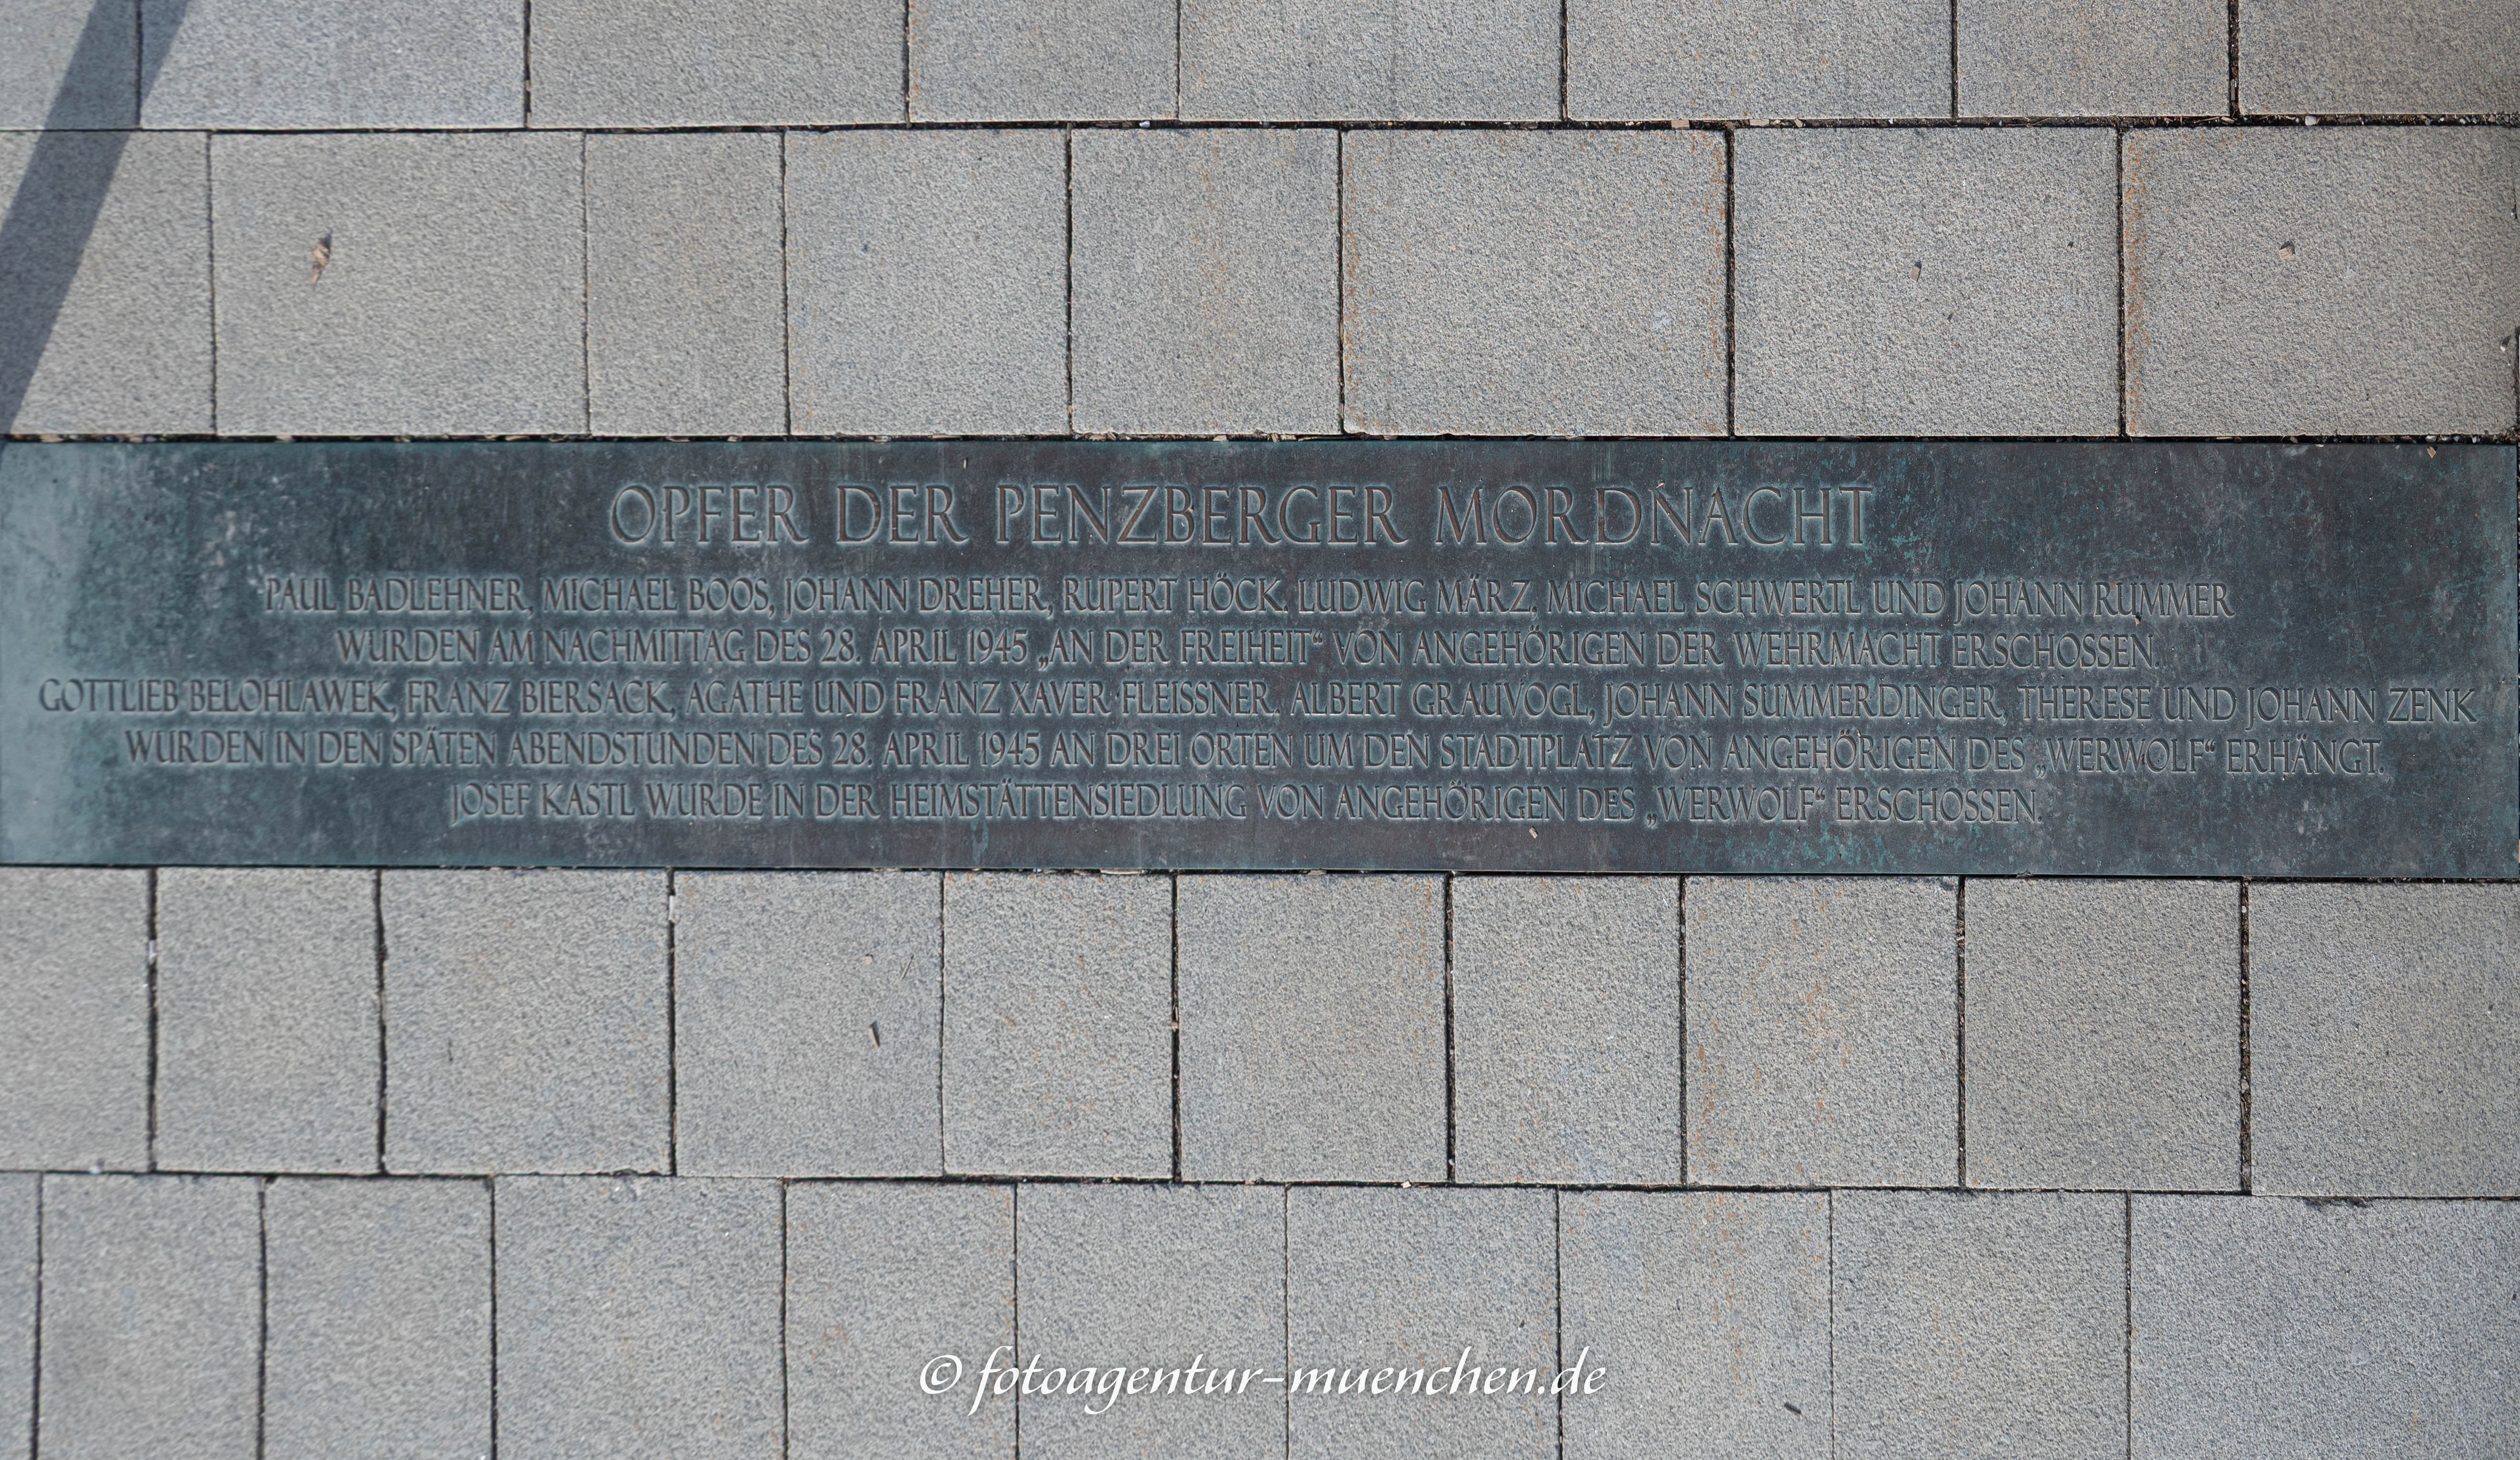 OPFER DER PENZBERGER MORDNACHT
PAUL BADLEHNER, MICHAEL BOOS, JOHANN DREHER, RUPERT HÖCK, LUDWIG MÄRZ, MICHAEL SCHWERTL UND JOHANN RUMMER
WURDEN AM NACHMITTAG DES 28. APRIL 1945 „AN DER FREIHEIT“ VON ANGEHÖRIGEN DER WEHRMACHT ERSCHOSSEN.
GOTTLIEB BELOHLAWEK, FRANZ BIERSACK, AGATHE UND FRANZ XAVER FLEISSNER, ALBERT GRAUVOGL, JOHANN SUMMERDINGER, THERESE UND JOHANN ZENK
WURDEN IN DEN SPÄTEN ABENDSTUNDEN DES 28. APRIL 1945 AN DREI ORTEN UM DEN STADTPLATZ VON ANGEHÖRIGEN DES „WERWOLF“ ERHÄNGT.
JOSEF KASTL WURDE IN DER HEIMSTÄTTENSIEDLUNG VON ANGEHÖRIGEN DES „WERWOLF“ ERSCHOSSEN.
© fotoagentur-muenchen.de